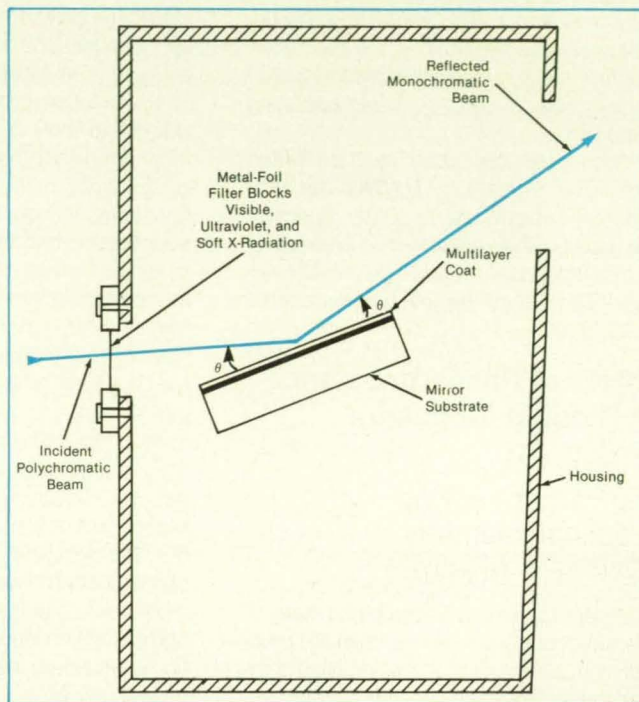 Reflected
Monochromatic
Beam
Metal-Foil
Filter Blocks
Visible,
Ultraviolet, and
Soft X-Radiation
Multilayer
Coat
θ
θ
Mirror
Substrate
Incident
Polychromatic
Beam
Housing